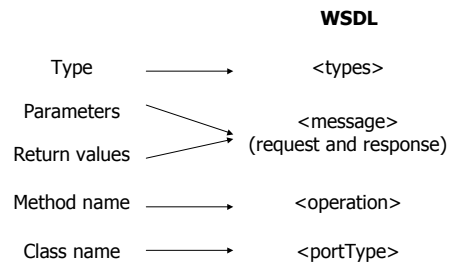 WSDL
Type <types>
Parameters
<message>
(request and response)
Return values
Method name <operation>
Class name <portType>